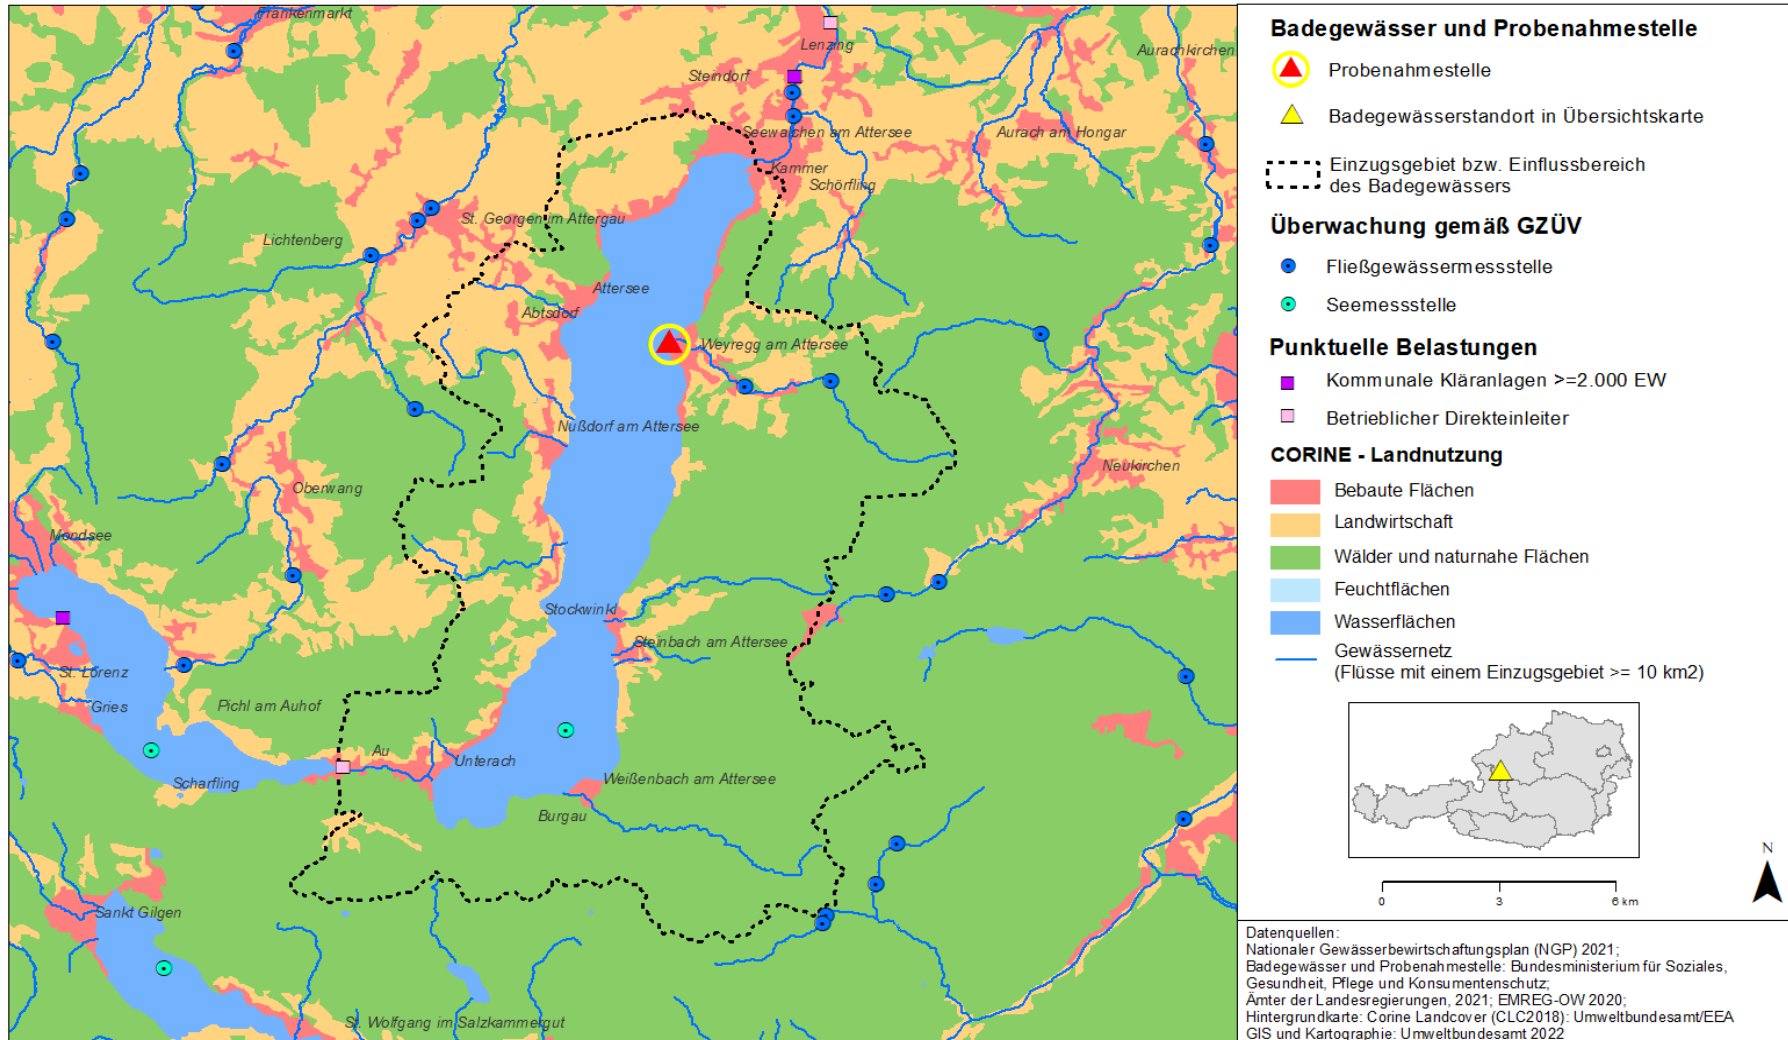 Frankenmarkt
Lenzing
Aurachkirchen
Steindorf
Seewalchen am Attersee
Aurach am Hongar
Kammer
Schörfling
St. Georgen im Attergau
Lichtenberg
Attersee
Abtsdorf
Weyregg am Attersee
Nußdorf am Attersee
Neukirchen
Oberwang
Mondsee
Stockwinkl
Steinbach am Attersee
St. Lorenz
Gries
Pichl am Auhof
Au
Unterach
Scharfling
Weißenbach am Attersee
Burgau
Sankt Gilgen
St. Wolfgang im Salzkammergut
Badegewässer und Probenahmestelle
Probenahmestelle
Badegewässerstandort in Übersichtskarte
Einzugsgebiet bzw. Einflussbereich
des Badegewässers
Überwachung gemäß GZÜV
Fließgewässermessstelle
Seemessstelle
Punktuelle Belastungen
Kommunale Kläranlagen >=2.000 EW
Betrieblicher Direkteinleiter
CORINE - Landnutzung
Bebaute Flächen
Landwirtschaft
Wälder und naturnahe Flächen
Feuchtflächen
Wasserflächen
Gewässernetz
(Flüsse mit einem Einzugsgebiet >= 10 km2)
N
0 3 6 km
Datenquellen:
Nationaler Gewässerbewirtschaftungsplan (NGP) 2021;
Badegewässer und Probenahmestelle: Bundesministerium für Soziales,
Gesundheit, Pflege und Konsumentenschutz;
Ämter der Landesregierungen, 2021; EMREG-OW 2020;
Hintergrundkarte: Corine Landcover (CLC2018): Umweltbundesamt/EEA
GIS und Kartographie: Umweltbundesamt 2022